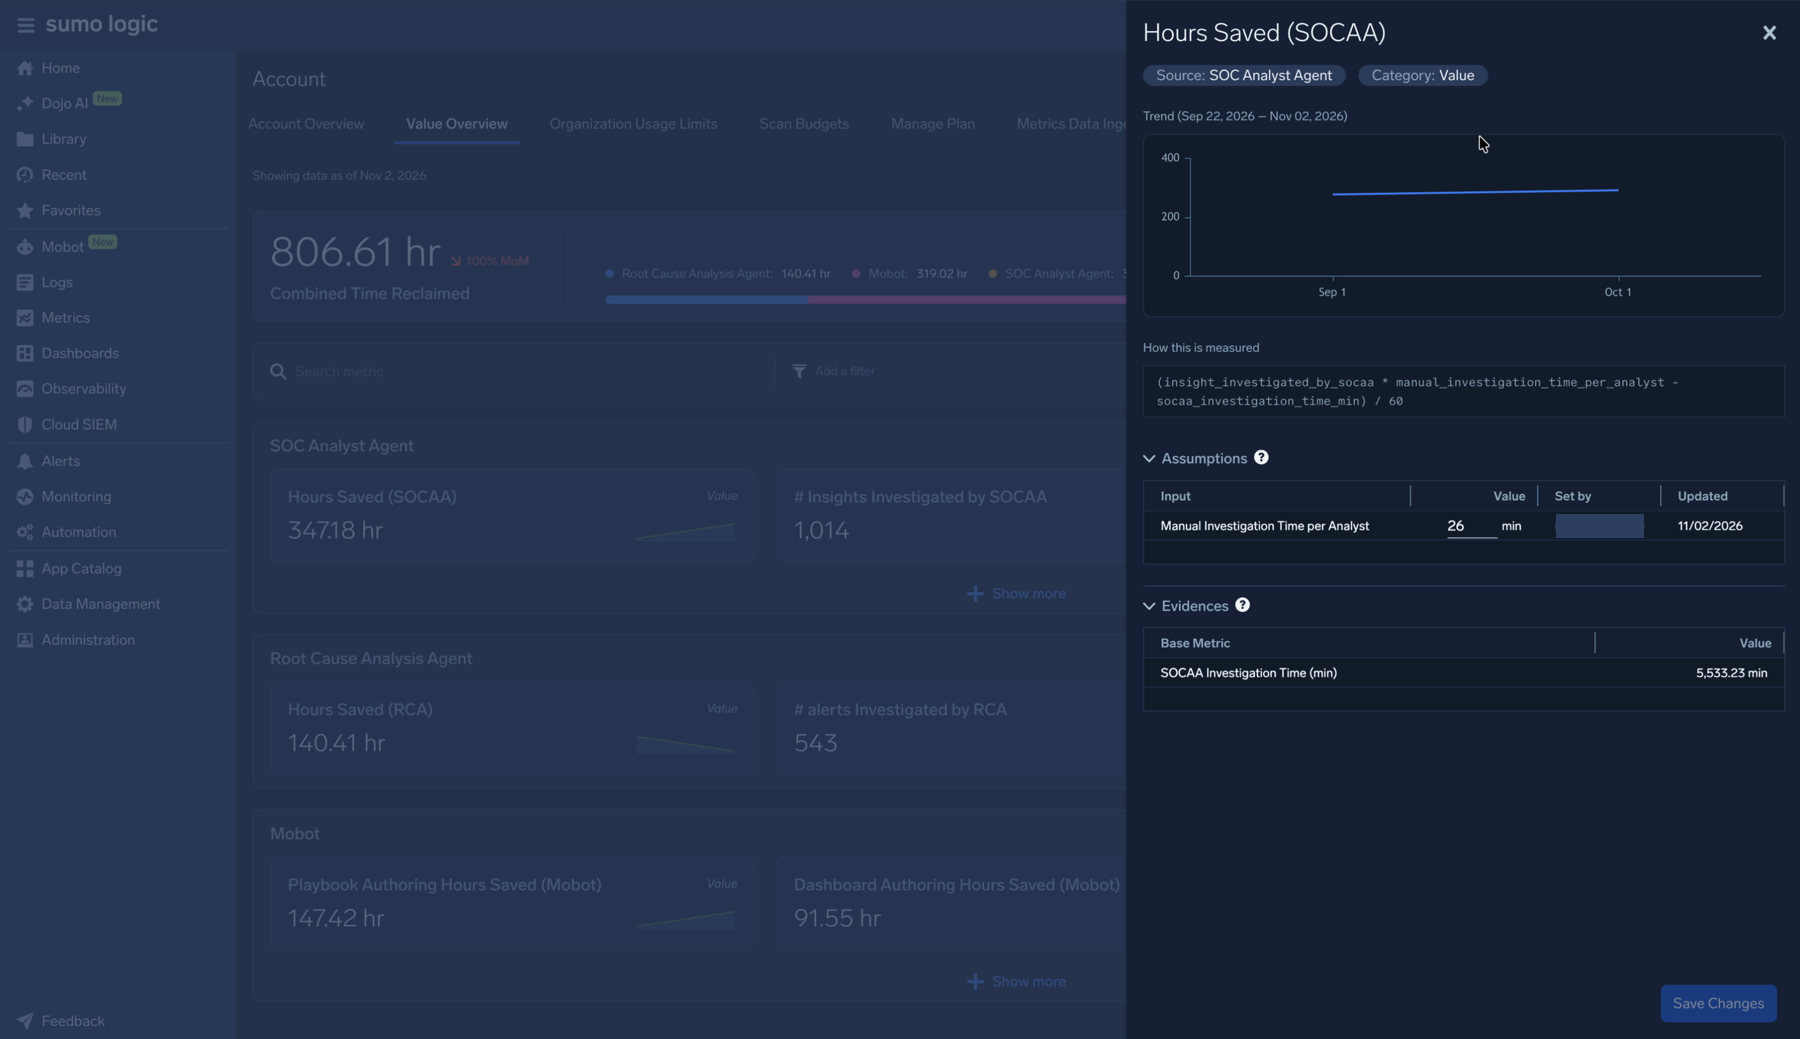 sumo logic
Home
Dojo AI New
Library
Recent
Favorites
Mobot New
Logs
Metrics
Dashboards
Observability
Cloud SIEM
Alerts
Monitoring
Automation
App Catalog
Data Management
Administration
Feedback
Account
Account Overview Value Overview Organization Usage Limits Scan Budgets Manage Plan Metrics Data Inge
Showing data as of Nov 2, 2026
806.61 hr 100% MoM
Combined Time Reclaimed
Root Cause Analysis Agent: 140.41 hr Mobot: 319.02 hr SOC Analyst Agent: 3
Search metric Add a filter
SOC Analyst Agent
Hours Saved (SOCAA) Value
347.18 hr
# Insights Investigated by SOCAA
1,014
Show more
Root Cause Analysis Agent
Hours Saved (RCA) Value
140.41 hr
# alerts Investigated by RCA
543
Mobot
Playbook Authoring Hours Saved (Mobot) Value
147.42 hr
Dashboard Authoring Hours Saved (Mobot)
91.55 hr
Show more
Hours Saved (SOCAA)
Source: SOC Analyst Agent Category: Value
Trend (Sep 22, 2026 – Nov 02, 2026)
400
200
0
Sep 1 Oct 1
How this is measured
(insight_investigated_by_socaa * manual_investigation_time_per_analyst -
socaa_investigation_time_min) / 60
Assumptions ?
Input Value Set by Updated
Manual Investigation Time per Analyst 26 min 11/02/2026
Evidences ?
Base Metric Value
SOCAA Investigation Time (min) 5,533.23 min
Save Changes